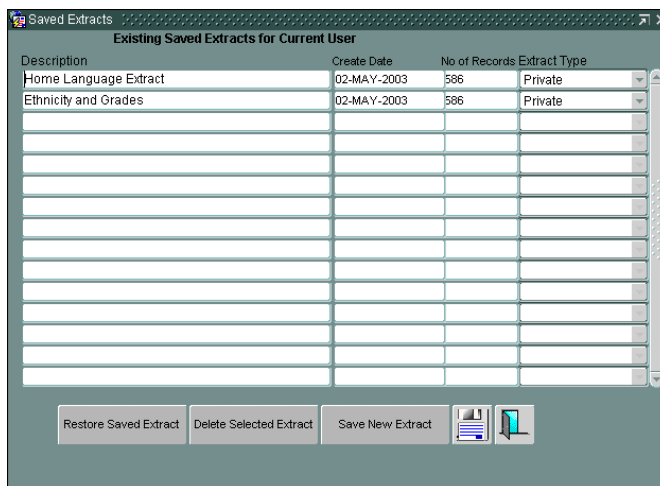 Saved Extracts
Existing Saved Extracts for Current User
Description Create Date No of Records Extract Type
Home Language Extract 02-MAY-2003 586 Private
Ethnicity and Grades 02-MAY-2003 586 Private
Restore Saved Extract Delete Selected Extract Save New Extract